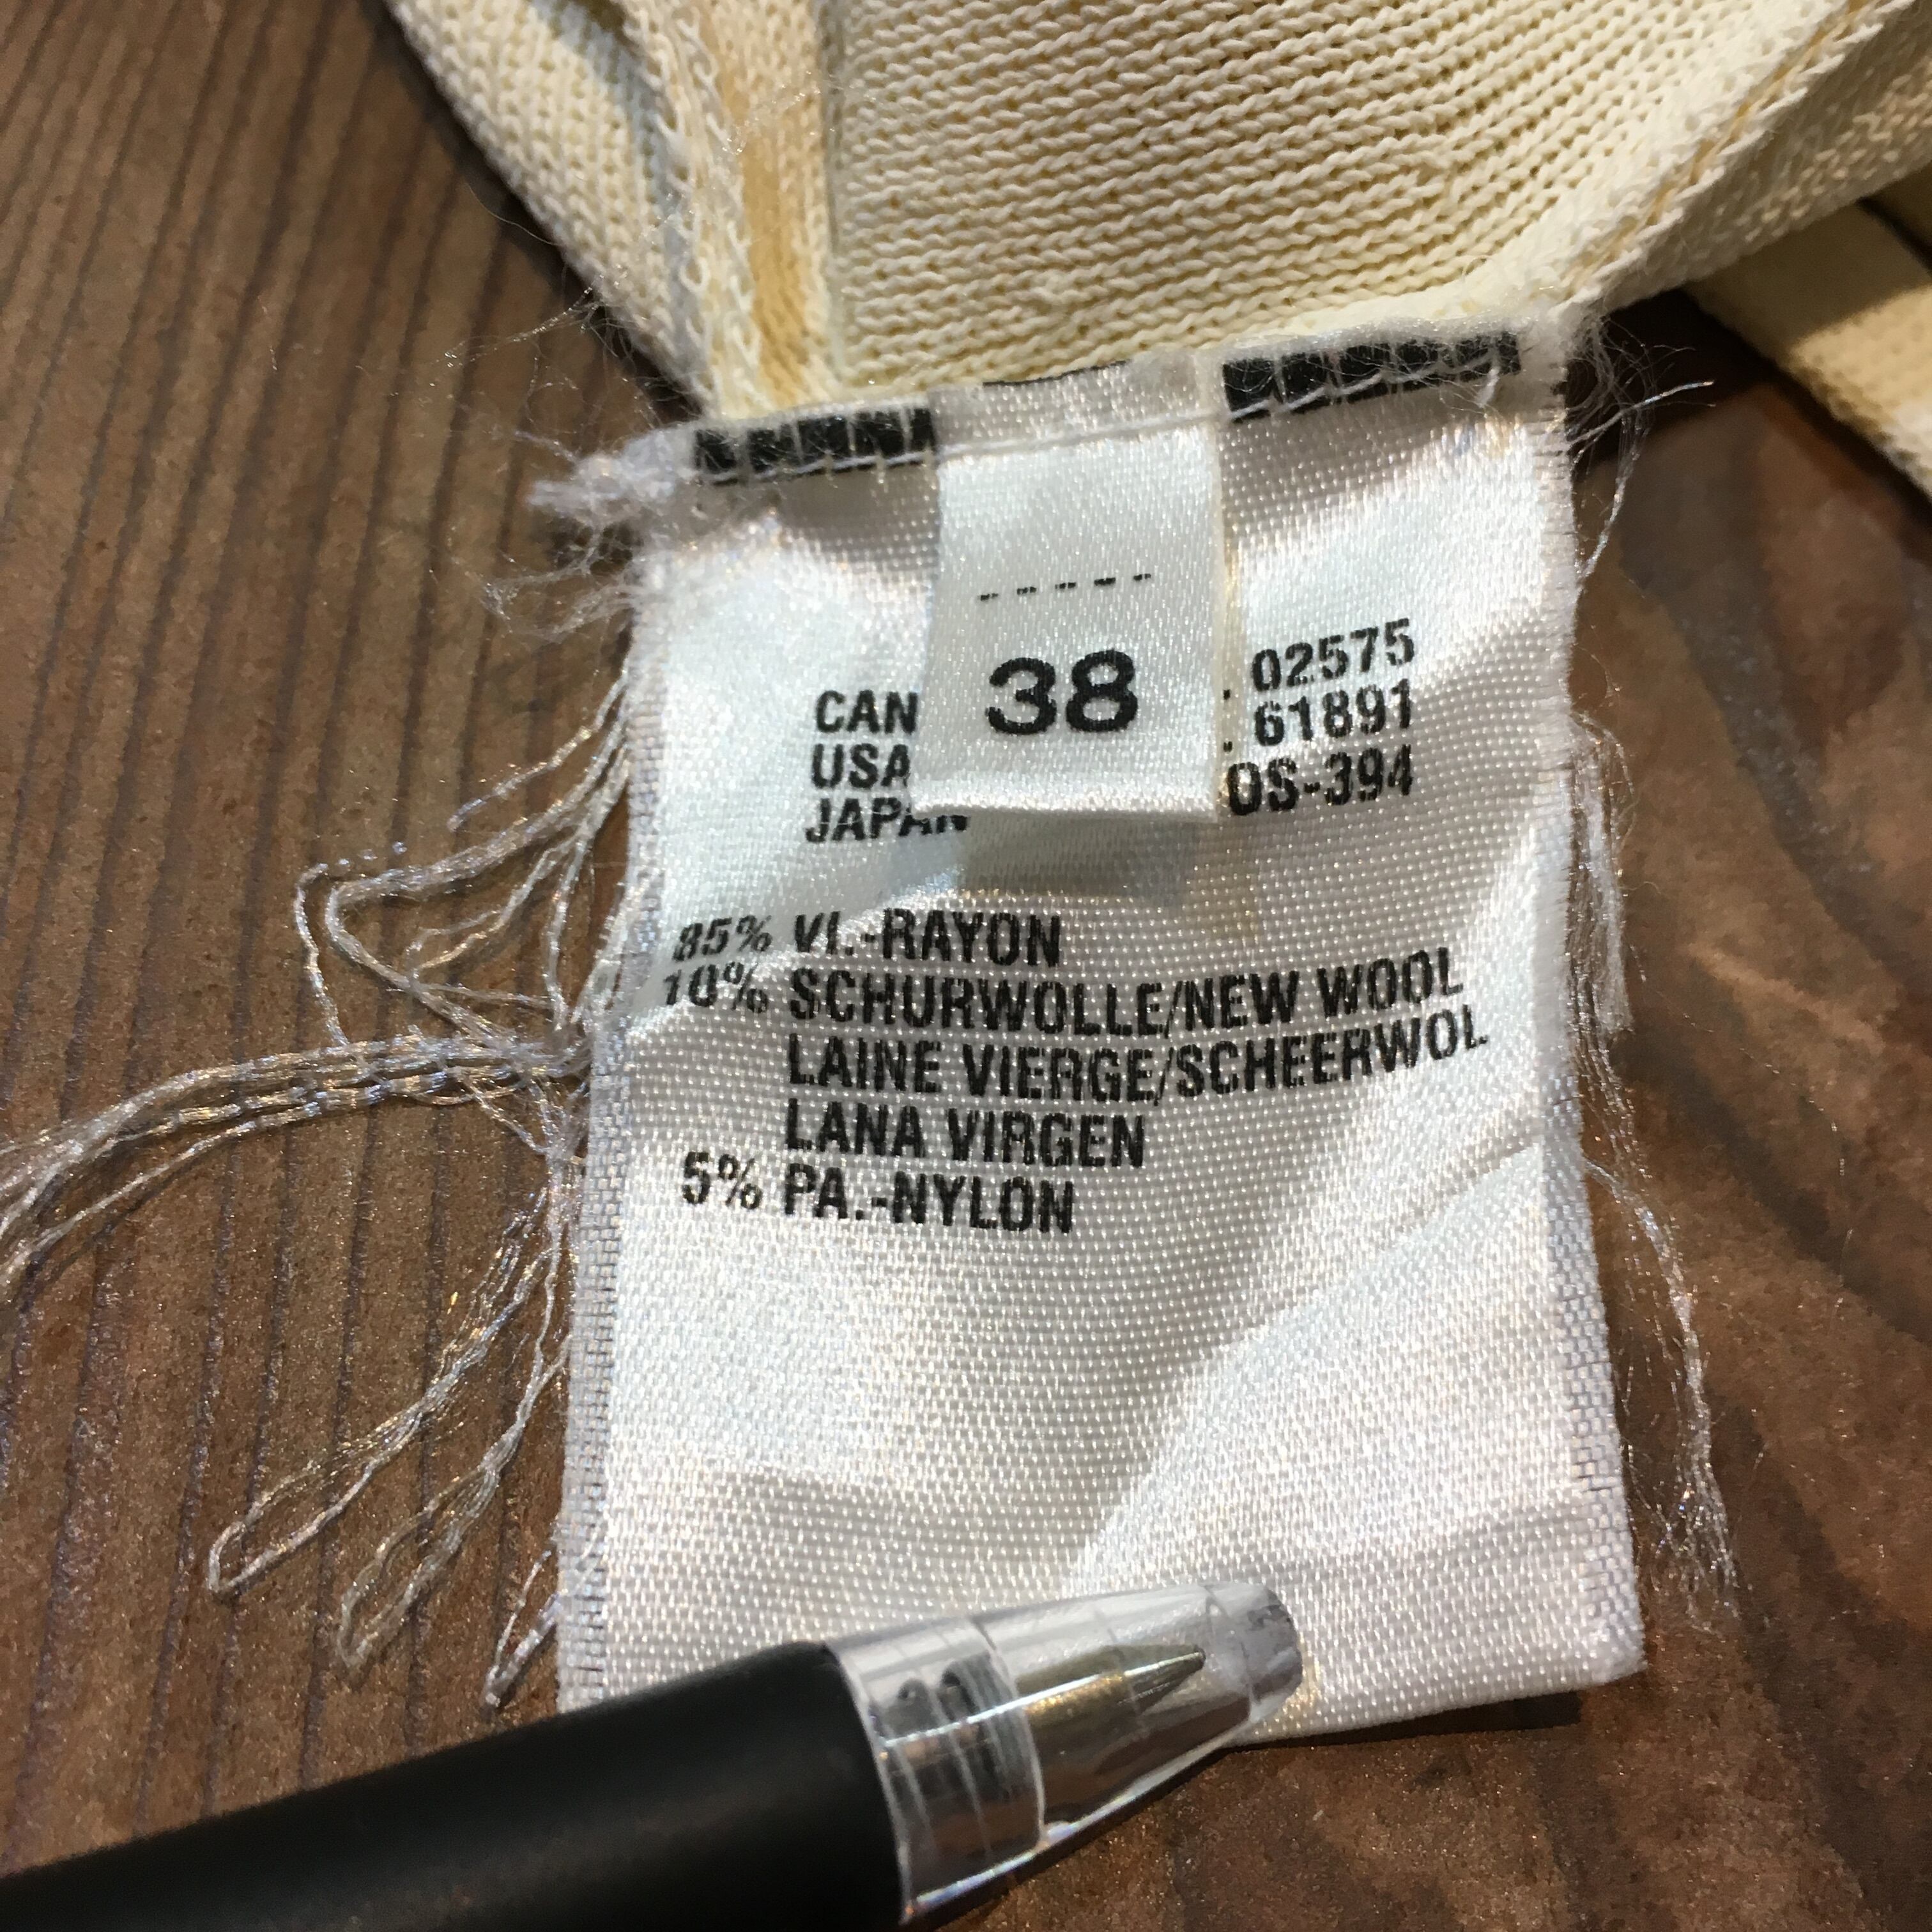 - - - - -
38
CAN . 02575
USA . 61891
JAPAN OS-394
85% VI.-RAYON
10% SCHURWOLLE/NEW WOOL
LAINE VIERGE/SCHEERWOL
LANA VIRGEN
5% PA.-NYLON